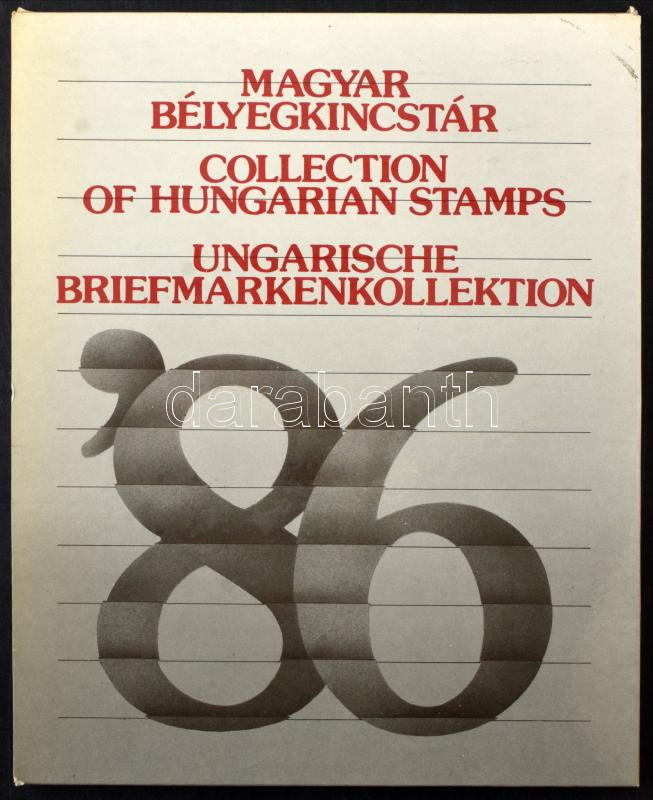 MAGYAR
BÉLYEGKINCSTÁR
COLLECTION
OF HUNGARIAN STAMPS
UNGARISCHE
BRIEFMARKENKOLLEKTION
darabanth
'86